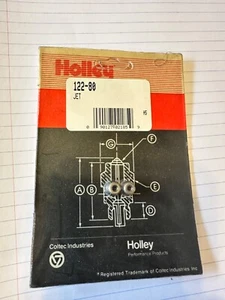 Holley
122-80
JET
G
F
A
B
C
E
D
Coltec Industries
Holley
Performance Products
* Registered Trademark of Coltec Industries Inc